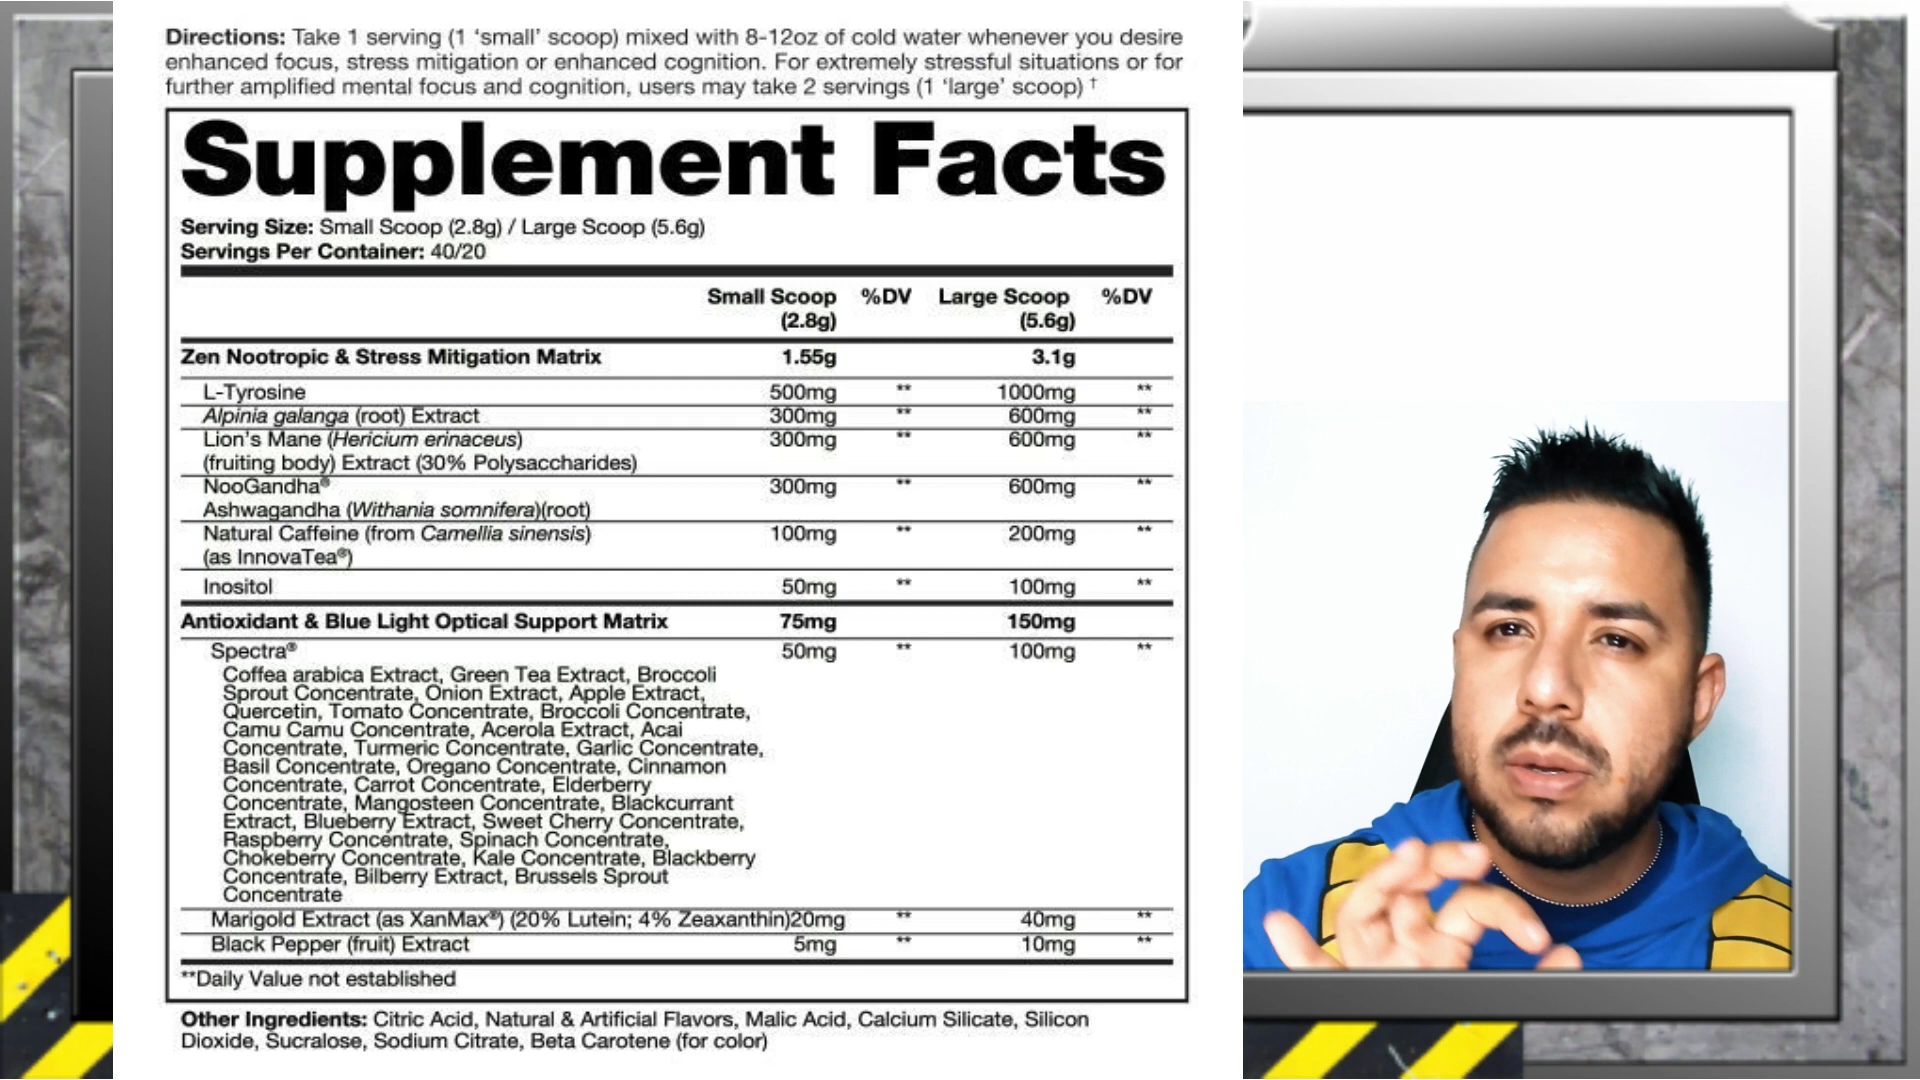 Directions: Take 1 serving (1 ‘small’ scoop) mixed with 8-12oz of cold water whenever you desire
enhanced focus, stress mitigation or enhanced cognition. For extremely stressful situations or for
further amplified mental focus and cognition, users may take 2 servings (1 ‘large’ scoop) †
Supplement Facts
Serving Size: Small Scoop (2.8g) / Large Scoop (5.6g)
Servings Per Container: 40/20
Small Scoop %DV Large Scoop %DV
(2.8g) (5.6g)
Zen Nootropic & Stress Mitigation Matrix 1.55g 3.1g
L-Tyrosine 500mg ** 1000mg **
Alpinia galanga (root) Extract 300mg ** 600mg **
Lion’s Mane (Hericium erinaceus) 300mg ** 600mg **
(fruiting body) Extract (30% Polysaccharides)
NooGandha® 300mg ** 600mg **
Ashwagandha (Withania somnifera)(root)
Natural Caffeine (from Camellia sinensis) 100mg ** 200mg **
(as InnovaTea®)
Inositol 50mg ** 100mg **
Antioxidant & Blue Light Optical Support Matrix 75mg 150mg
Spectra® 50mg ** 100mg **
Coffea arabica Extract, Green Tea Extract, Broccoli
Sprout Concentrate, Onion Extract, Apple Extract,
Quercetin, Tomato Concentrate, Broccoli Concentrate,
Camu Camu Concentrate, Acerola Extract, Acai
Concentrate, Turmeric Concentrate, Garlic Concentrate,
Basil Concentrate, Oregano Concentrate, Cinnamon
Concentrate, Carrot Concentrate, Elderberry
Concentrate, Mangosteen Concentrate, Blackcurrant
Extract, Blueberry Extract, Sweet Cherry Concentrate,
Raspberry Concentrate, Spinach Concentrate,
Chokeberry Concentrate, Kale Concentrate, Blackberry
Concentrate, Bilberry Extract, Brussels Sprout
Concentrate
Marigold Extract (as XanMax®) (20% Lutein; 4% Zeaxanthin)20mg ** 40mg **
Black Pepper (fruit) Extract 5mg ** 10mg **
**Daily Value not established
Other Ingredients: Citric Acid, Natural & Artificial Flavors, Malic Acid, Calcium Silicate, Silicon
Dioxide, Sucralose, Sodium Citrate, Beta Carotene (for color)